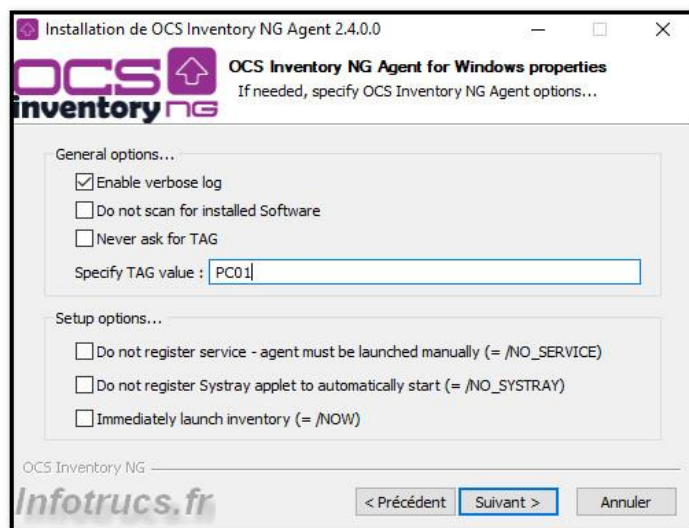 Installation de OCS Inventory NG Agent 2.4.0.0
OCS
inventory NG
OCS Inventory NG Agent for Windows properties
If needed, specify OCS Inventory NG Agent options...
General options...
Enable verbose log
Do not scan for installed Software
Never ask for TAG
Specify TAG value : PC01
Setup options...
Do not register service - agent must be launched manually (= /NO_SERVICE)
Do not register Systray applet to automatically start (= /NO_SYSTRAY)
Immediately launch inventory (= /NOW)
OCS Inventory NG
Infotrucs.fr
< Précédent Suivant > Annuler